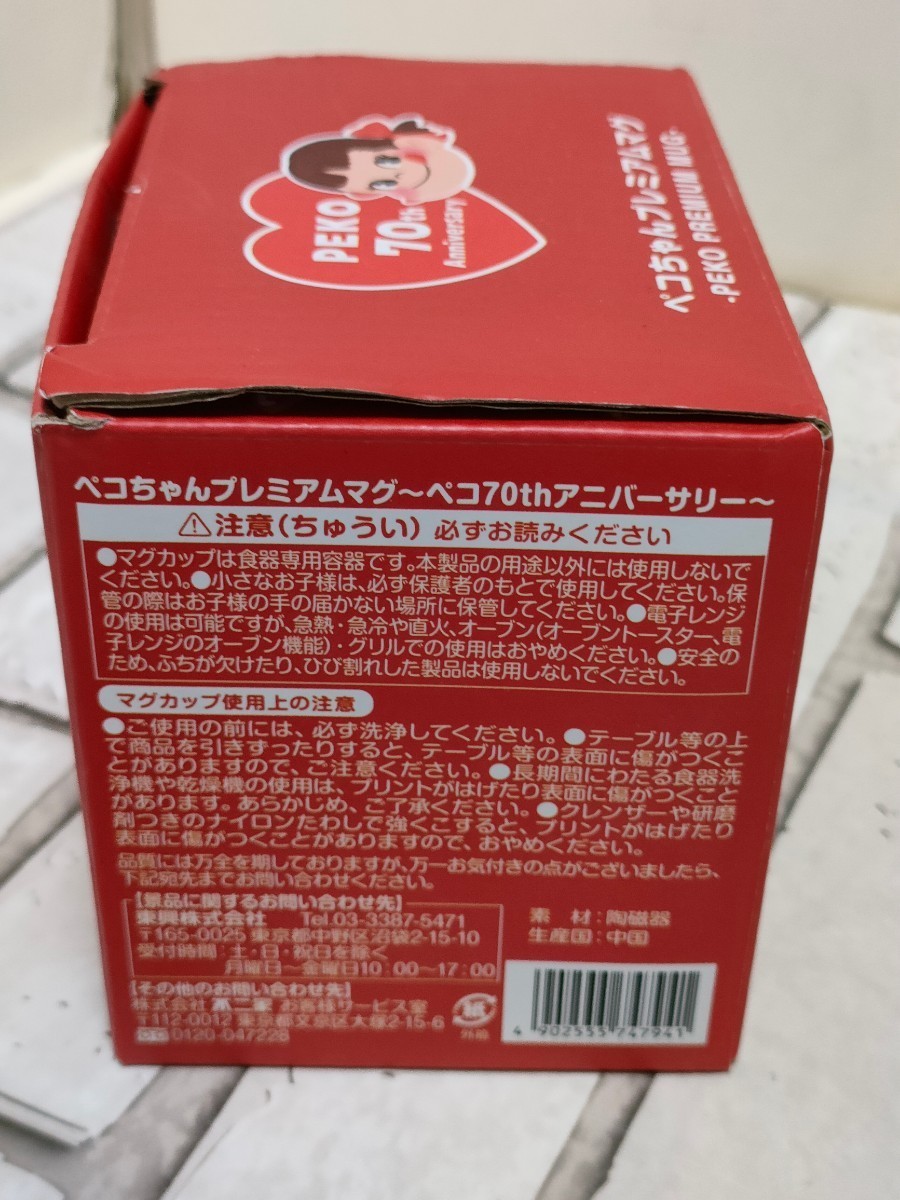 PEKO
70th
Anniversary
ペコちゃんプレミアムマグ
-PEKO PREMIUM MUG-
ペコちゃんプレミアムマグ〜ペコ70thアニバーサリー〜
⚠注意(ちゅうい) 必ずお読みください
●マグカップは食器専用容器です。本製品の用途以外には使用しないで
ください。●小さなお子様は、必ず保護者のもとで使用してください。保
管の際はお子様の手の届かない場所に保管してください。●電子レンジ
の使用は可能ですが、急熱・急冷や直火、オーブン(オーブントースター、電
子レンジのオーブン機能)・グリルでの使用はおやめください。●安全の
ため、ふちが欠けたり、ひび割れした製品は使用しないでください。
マグカップ使用上の注意
●ご使用の前には、必ず洗浄してください。●テーブル等の上
で商品を引きずったりすると、テーブル等の表面に傷がつくこ
とがありますので、ご注意ください。●長期間にわたる食器洗
浄機や乾燥機の使用は、プリントがはげたり表面に傷がつくこと
があります。あらかじめ、ご了承ください。●クレンザーや研磨
剤つきのナイロンたわしで強くこすると、プリントがはげたり
表面に傷がつくことがありますので、おやめください。
品質には万全を期しておりますが、万一お気付きの点がございましたら、
下記宛先までお問い合わせください。
【景品に関するお問い合わせ先】
東興株式会社 Tel.03-3387-5471
〒165-0025 東京都中野区沼袋2-15-10
受付時間:土・日・祝日を除く
月曜日〜金曜日10:00〜17:00
【その他のお問い合わせ先】
株式会社 不二家 お客様サービス室
〒112-0012 東京都文京区大塚2-15-6
0120-047228
紙
外箱
素 材:陶磁器
生産国:中国
4 902555 747941